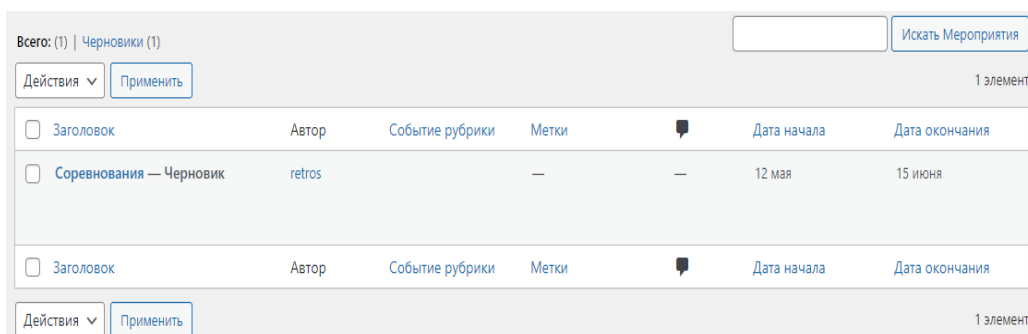 Всего: (1) | Черновики (1)
Искать Мероприятия
Действия Применить
1 элемент
Заголовок Автор Событие рубрики Метки Дата начала Дата окончания
Соревнования — Черновик retros — — 12 мая 15 июня
Заголовок Автор Событие рубрики Метки Дата начала Дата окончания
Действия Применить
1 элемент